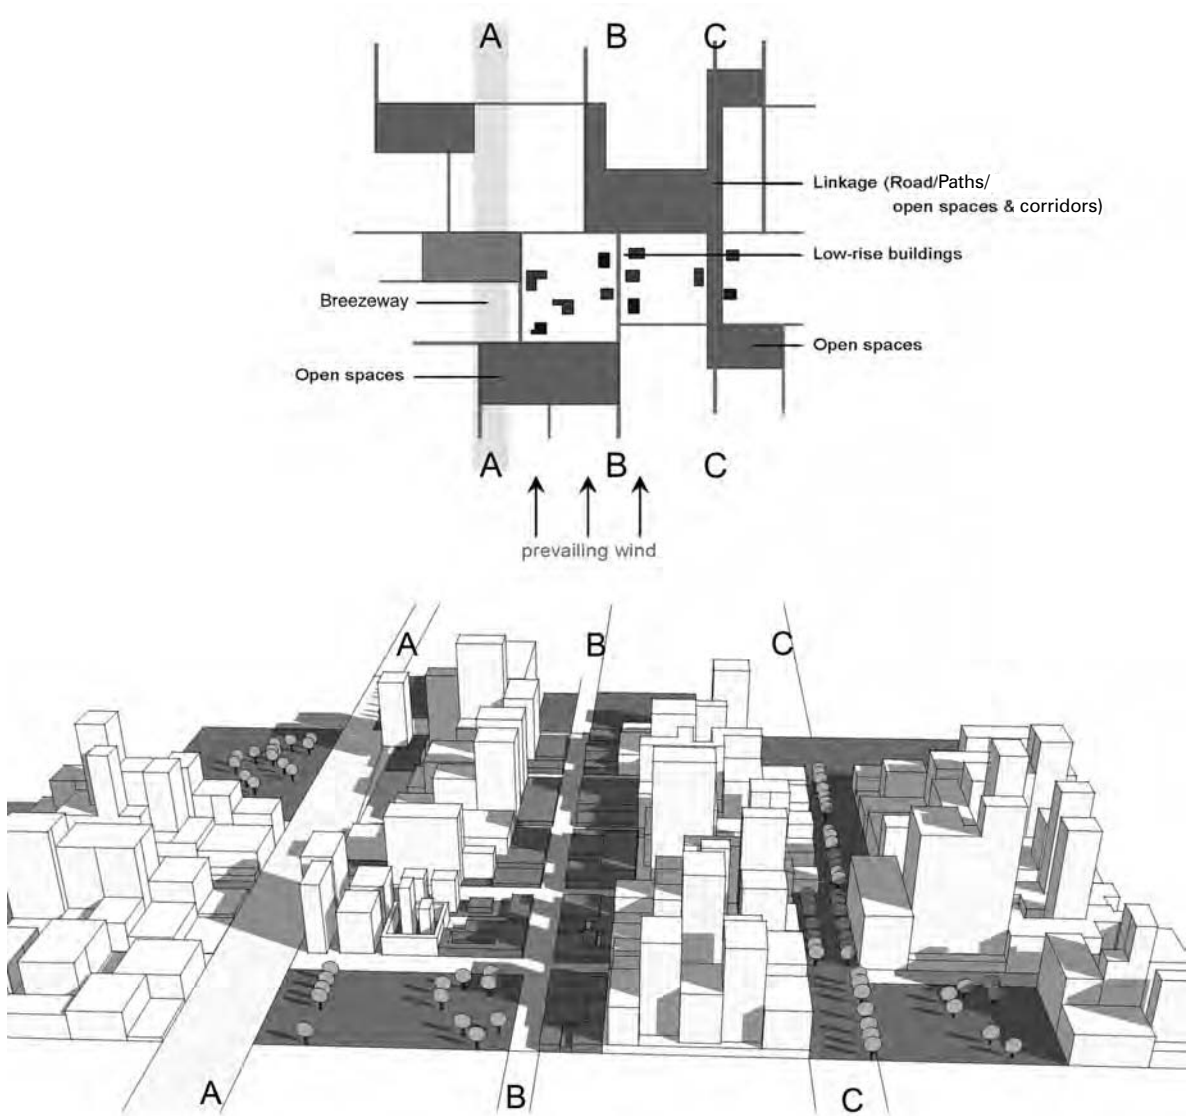 A
B
C
Linkage (Road/Paths/
open spaces & corridors)
Low-rise buildings
Breezeway
Open spaces
Open spaces
A
B
C
prevailing wind
A
B
C
A
B
C